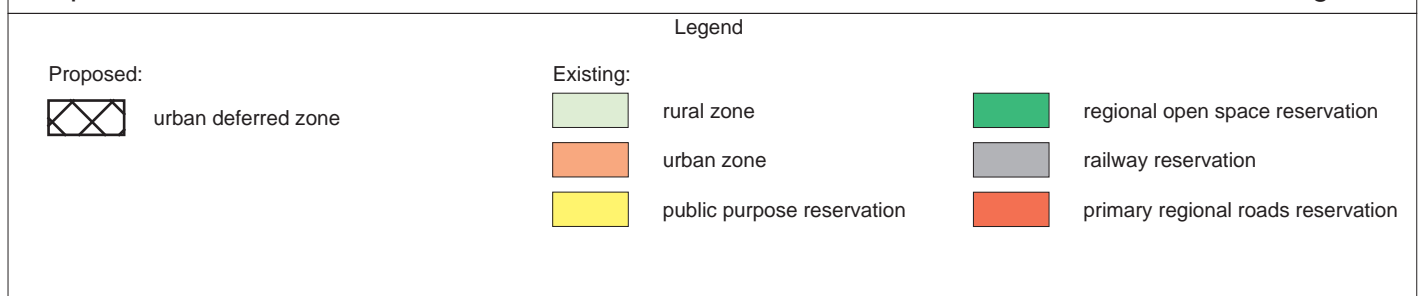 Legend
Proposed:
urban deferred zone
Existing:
rural zone
urban zone
public purpose reservation
regional open space reservation
railway reservation
primary regional roads reservation